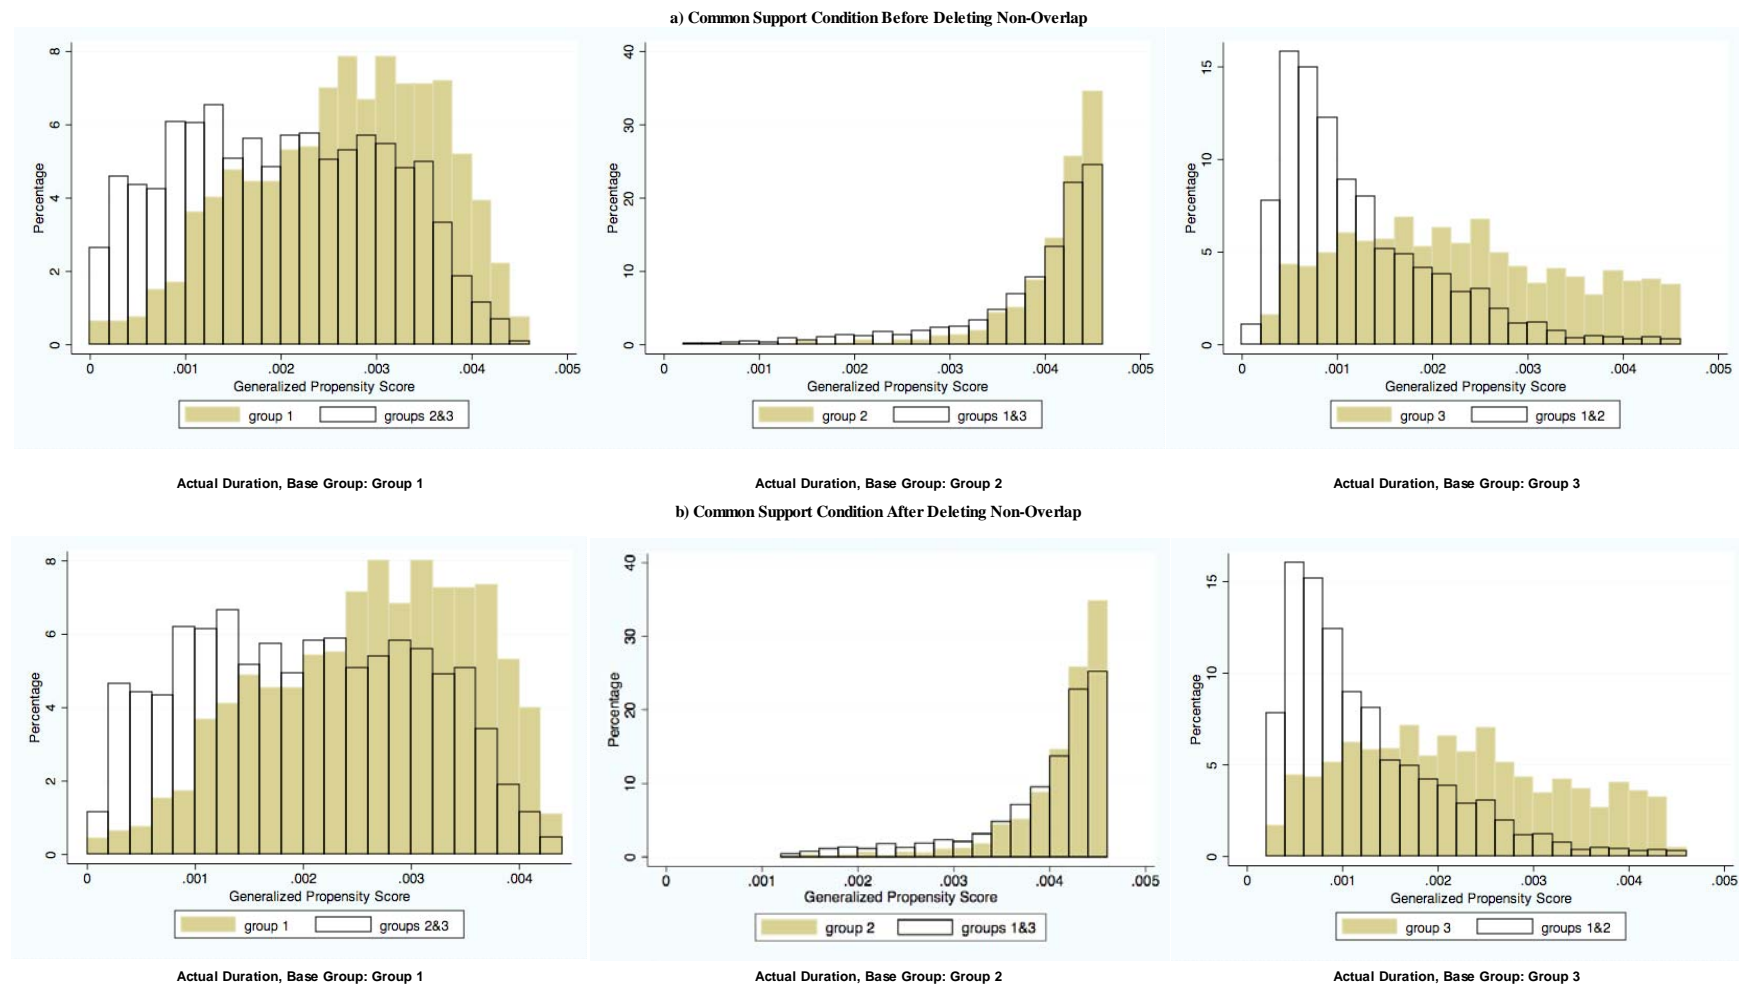 a) Common Support Condition Before Deleting Non-Overlap
8
6
4
2
0
Percentage
0 .001 .002 .003 .004 .005
Generalized Propensity Score
group 1 groups 2&3
40
30
20
10
0
Percentage
0 .001 .002 .003 .004 .005
Generalized Propensity Score
group 2 groups 1&3
15
10
5
0
Percentage
0 .001 .002 .003 .004 .005
Generalized Propensity Score
group 3 groups 1&2
Actual Duration, Base Group: Group 1
Actual Duration, Base Group: Group 2
Actual Duration, Base Group: Group 3
b) Common Support Condition After Deleting Non-Overlap
8
6
4
2
0
Percentage
0 .001 .002 .003 .004
Generalized Propensity Score
group 1 groups 2&3
40
30
20
10
0
Percentage
0 .001 .002 .003 .004 .005
Generalized Propensity Score
group 2 groups 1&3
15
10
5
0
Percentage
0 .001 .002 .003 .004 .005
Generalized Propensity Score
group 3 groups 1&2
Actual Duration, Base Group: Group 1
Actual Duration, Base Group: Group 2
Actual Duration, Base Group: Group 3